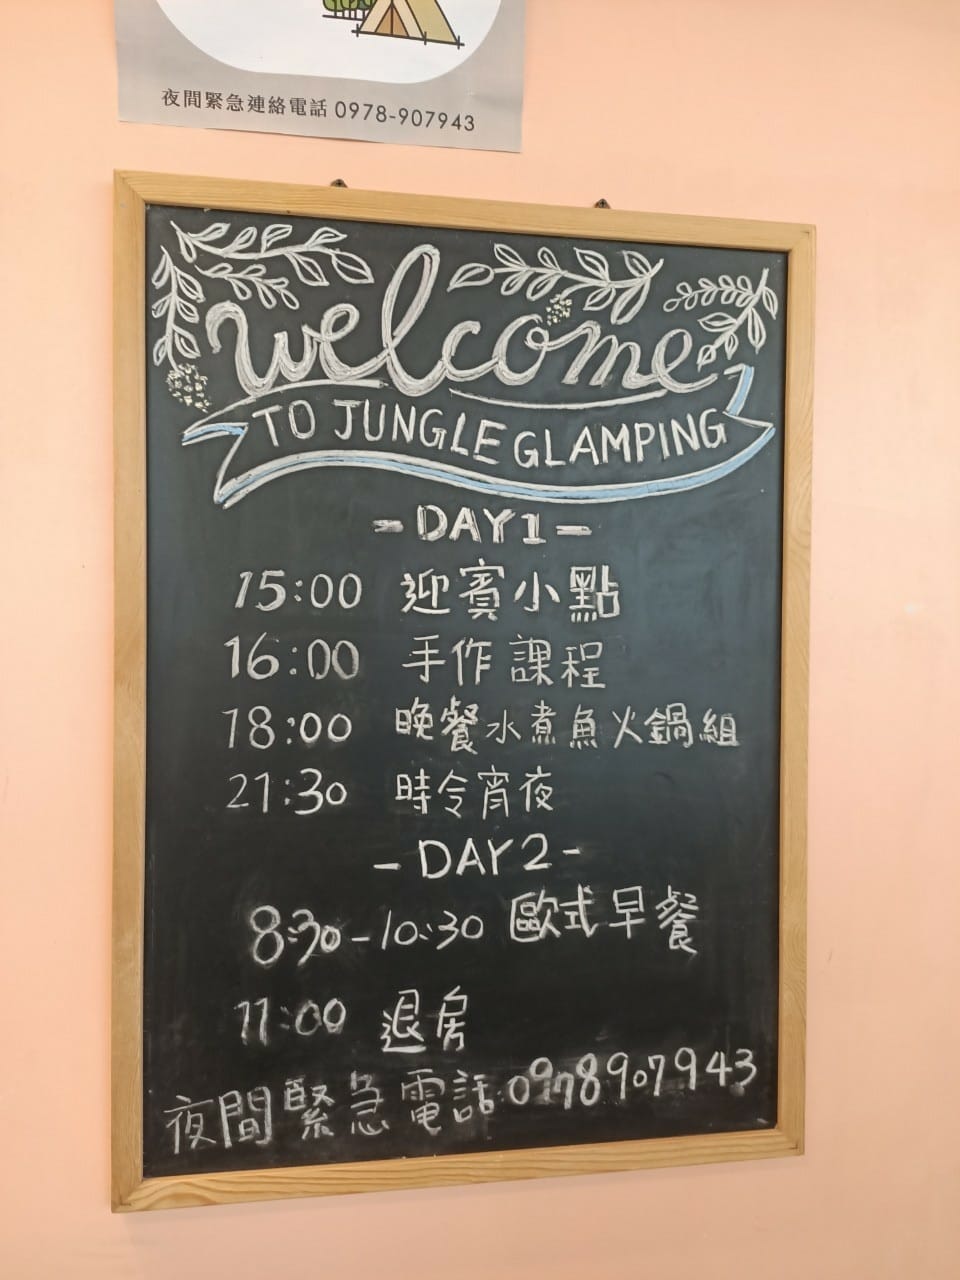 夜間緊急連絡電話 0978-907943
welcome
TO JUNGLE GLAMPING
-DAY1-
15:00 迎賓小點
16:00 手作課程
18:00 晚餐水煮魚火鍋組
21:30 時令宵夜
-DAY2-
8:30-10:30 歐式早餐
11:00 退房
夜間緊急電話:0978907943